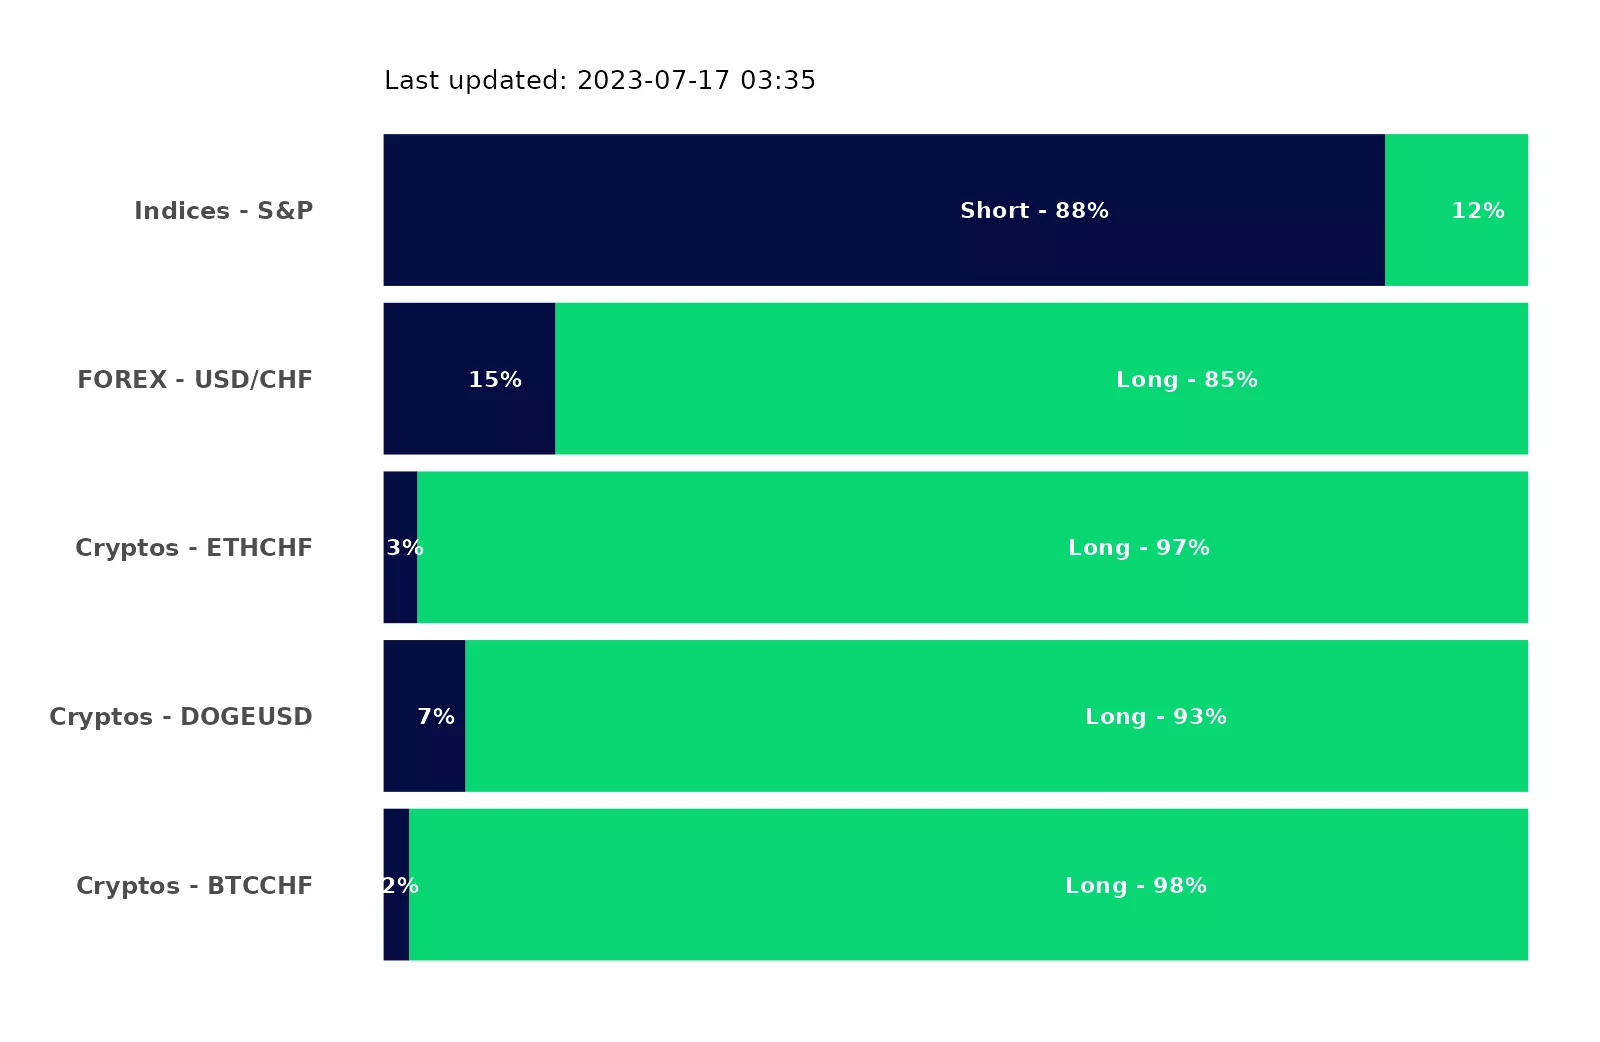 Last updated: 2023-07-17 03:35
Indices - S&P Short - 88% 12%
FOREX - USD/CHF 15% Long - 85%
Cryptos - ETHCHF 3% Long - 97%
Cryptos - DOGEUSD 7% Long - 93%
Cryptos - BTCCHF 2% Long - 98%